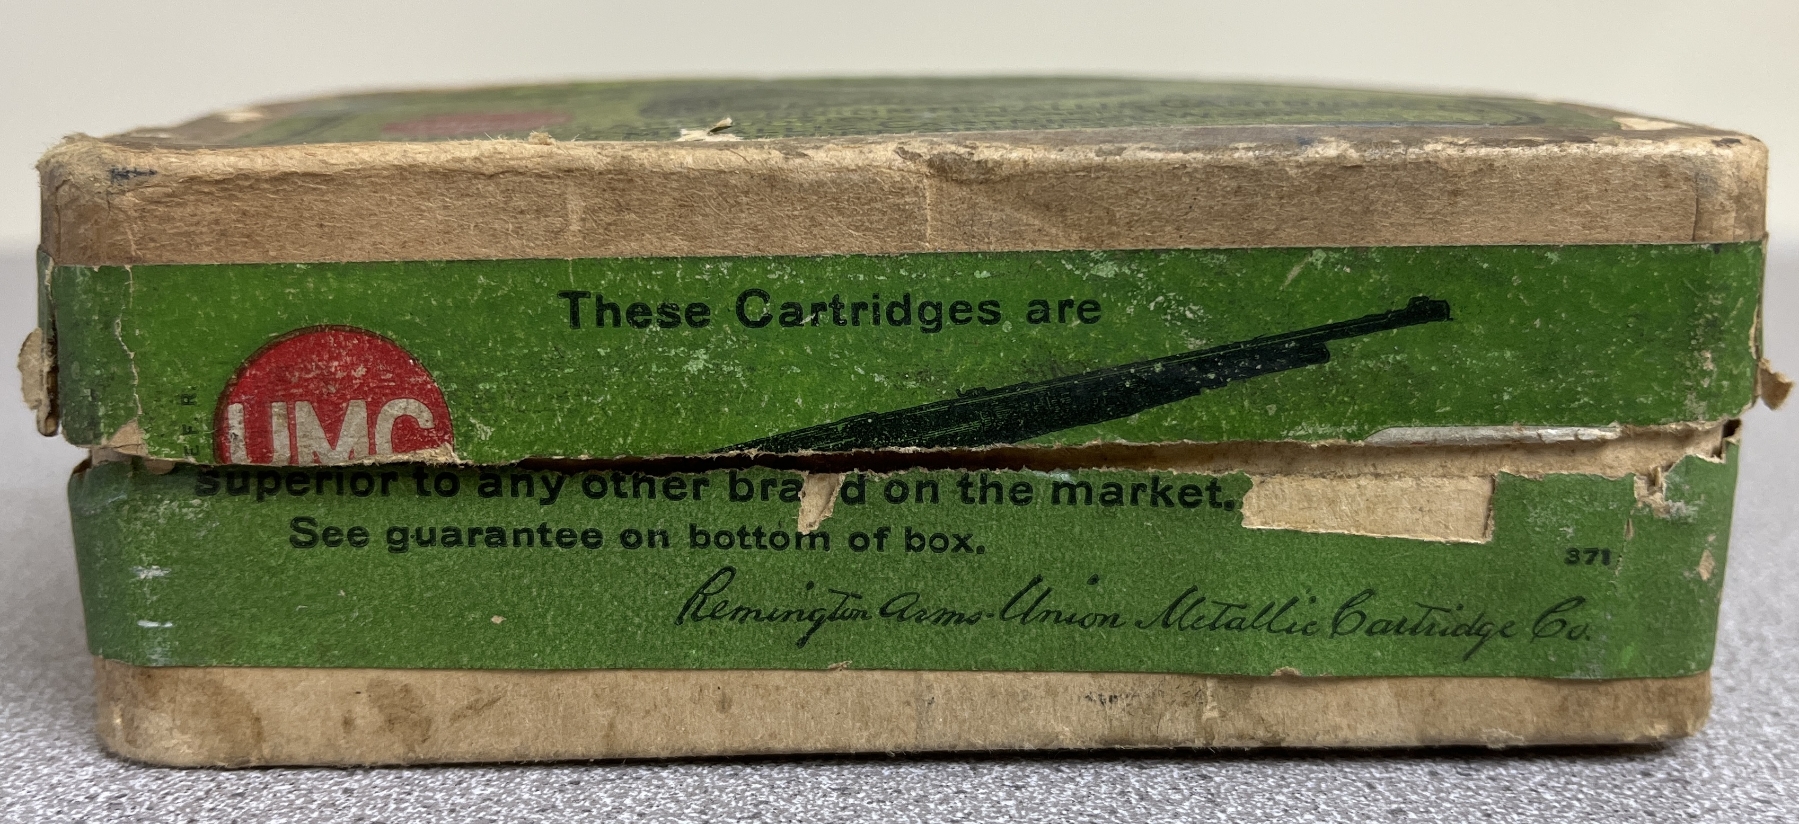 These Cartridges are
UMC
superior to any other bra d on the market.
See guarantee on bottom of box.
371
Remington Arms-Union Metallic Cartridge Co.